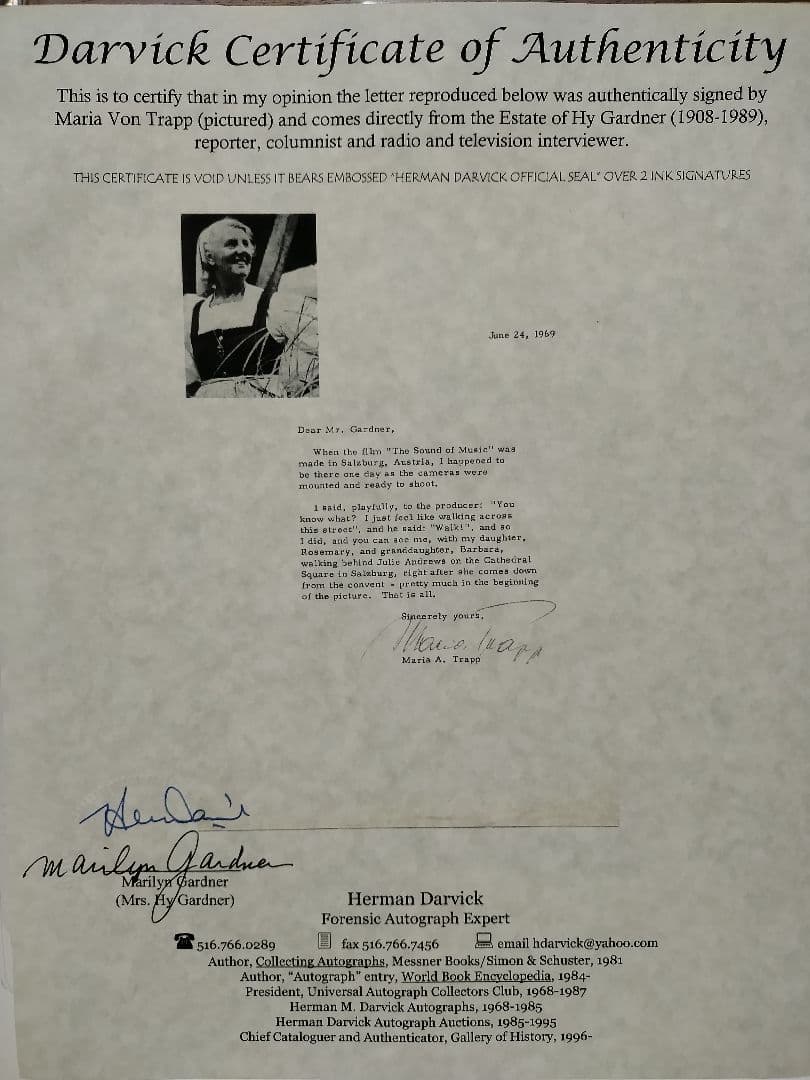 Darvick Certificate of Authenticity
This is to certify that in my opinion the letter reproduced below was authentically signed by
Maria Von Trapp (pictured) and comes directly from the Estate of Hy Gardner (1908-1989),
reporter, columnist and radio and television interviewer.
THIS CERTIFICATE IS VOID UNLESS IT BEARS EMBOSSED "HERMAN DARVICK OFFICIAL SEAL" OVER 2 INK SIGNATURES
June 24, 1969
Dear Mr. Gardner,
When the film "The Sound of Music" was
made in Salzburg, Austria, I happened to
be there one day as the cameras were
mounted and ready to shoot.
I said, playfully, to the producer: "You
know what? I just feel like walking across
this street", and he said: "Walk!", and so
I did, and you can see me, with my daughter,
Rosemary, and granddaughter, Barbara,
walking behind Julie Andrews on the Cathedral
Square in Salzburg, right after she comes down
from the convent - pretty much in the beginning
of the picture. That is all.
Sincerely yours,
Maria Trapp
Maria A. Trapp
Marilyn Gardner
Marilyn Gardner
(Mrs. Hy Gardner)
Herman Darvick
Forensic Autograph Expert
516.766.0289 fax 516.766.7456 email hdarvick@yahoo.com
Author, Collecting Autographs, Messner Books/Simon & Schuster, 1981
Author, "Autograph" entry, World Book Encyclopedia, 1984-
President, Universal Autograph Collectors Club, 1968-1987
Herman M. Darvick Autographs, 1968-1985
Herman Darvick Autograph Auctions, 1985-1995
Chief Cataloguer and Authenticator, Gallery of History, 1996-